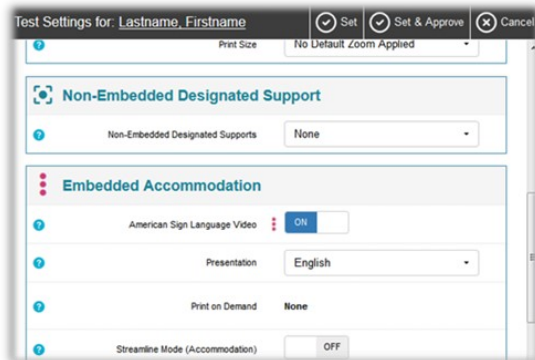 Test Settings for: Lastname, Firstname Set Set & Approve Cancel
Print Size No Default Zoom Applied
Non-Embedded Designated Support
Non-Embedded Designated Supports None
Embedded Accommodation
American Sign Language Video ON
Presentation English
Print on Demand None
Streamline Mode (Accommodation) OFF